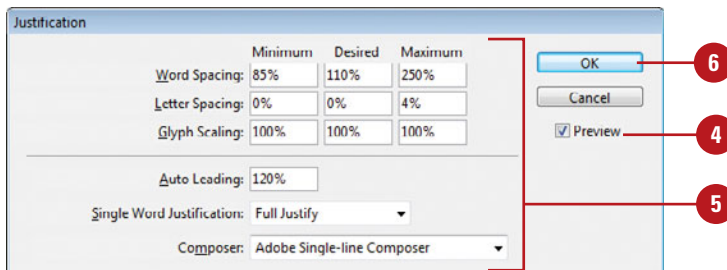 Justification
Minimum Desired Maximum
Word Spacing: 85% 110% 250%
Letter Spacing: 0% 0% 4%
Glyph Scaling: 100% 100% 100%
Auto Leading: 120%
Single Word Justification: Full Justify
Composer: Adobe Single-line Composer
OK
6
Cancel
Preview
4
5